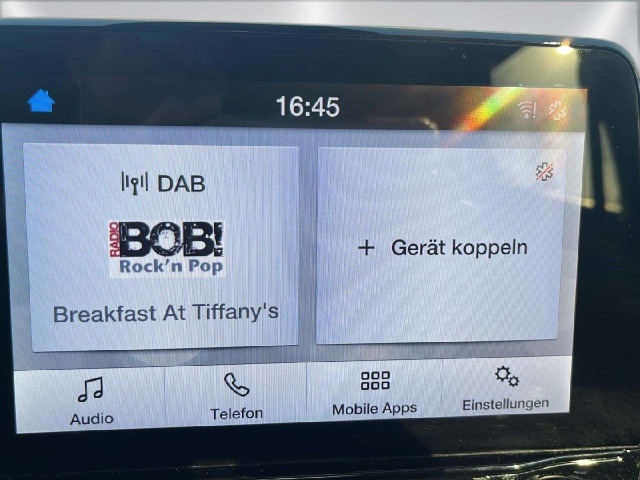 16:45
DAB
RADIO BOB!
Rock'n Pop
Breakfast At Tiffany's
+ Gerät koppeln
Audio
Telefon
Mobile Apps
Einstellungen